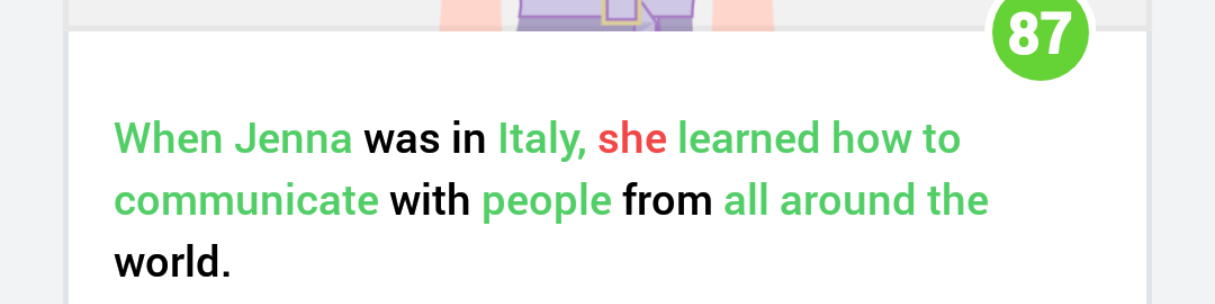 87
When Jenna was in Italy, she learned how to
communicate with people from all around the
world.